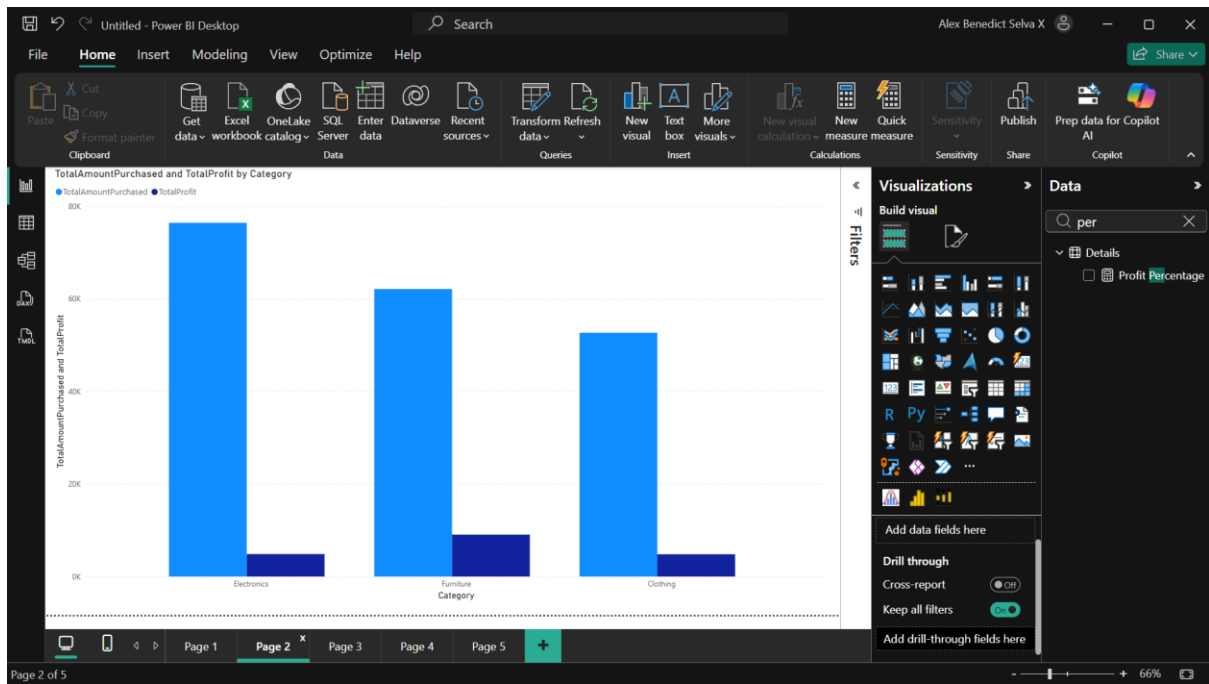 Untitled - Power BI Desktop
Search
Alex Benedict Selva X
File Home Insert Modeling View Optimize Help
Share
Paste
Cut
Copy
Format painter
Get data
Excel workbook
OneLake catalog
SQL Server
Enter data
Dataverse
Recent sources
Transform data
Refresh
New visual
Text box
More visuals
New visual calculation
New measure
Quick measure
Sensitivity
Publish
Prep data for AI
Copilot
Clipboard
Data
Queries
Insert
Calculations
Sensitivity
Share
Copilot
TotalAmountPurchased and TotalProfit by Category
TotalAmountPurchased TotalProfit
80K
60K
40K
20K
0K
TotalAmountPurchased and TotalProfit
Electronics
Furniture
Clothing
Category
Filters
Visualizations
Build visual
123
R Py
Add data fields here
Drill through
Cross-report
Off
Keep all filters
On
Add drill-through fields here
Data
per
Details
Profit Percentage
DAX
TMDL
Page 1
Page 2
Page 3
Page 4
Page 5
Page 2 of 5
66%